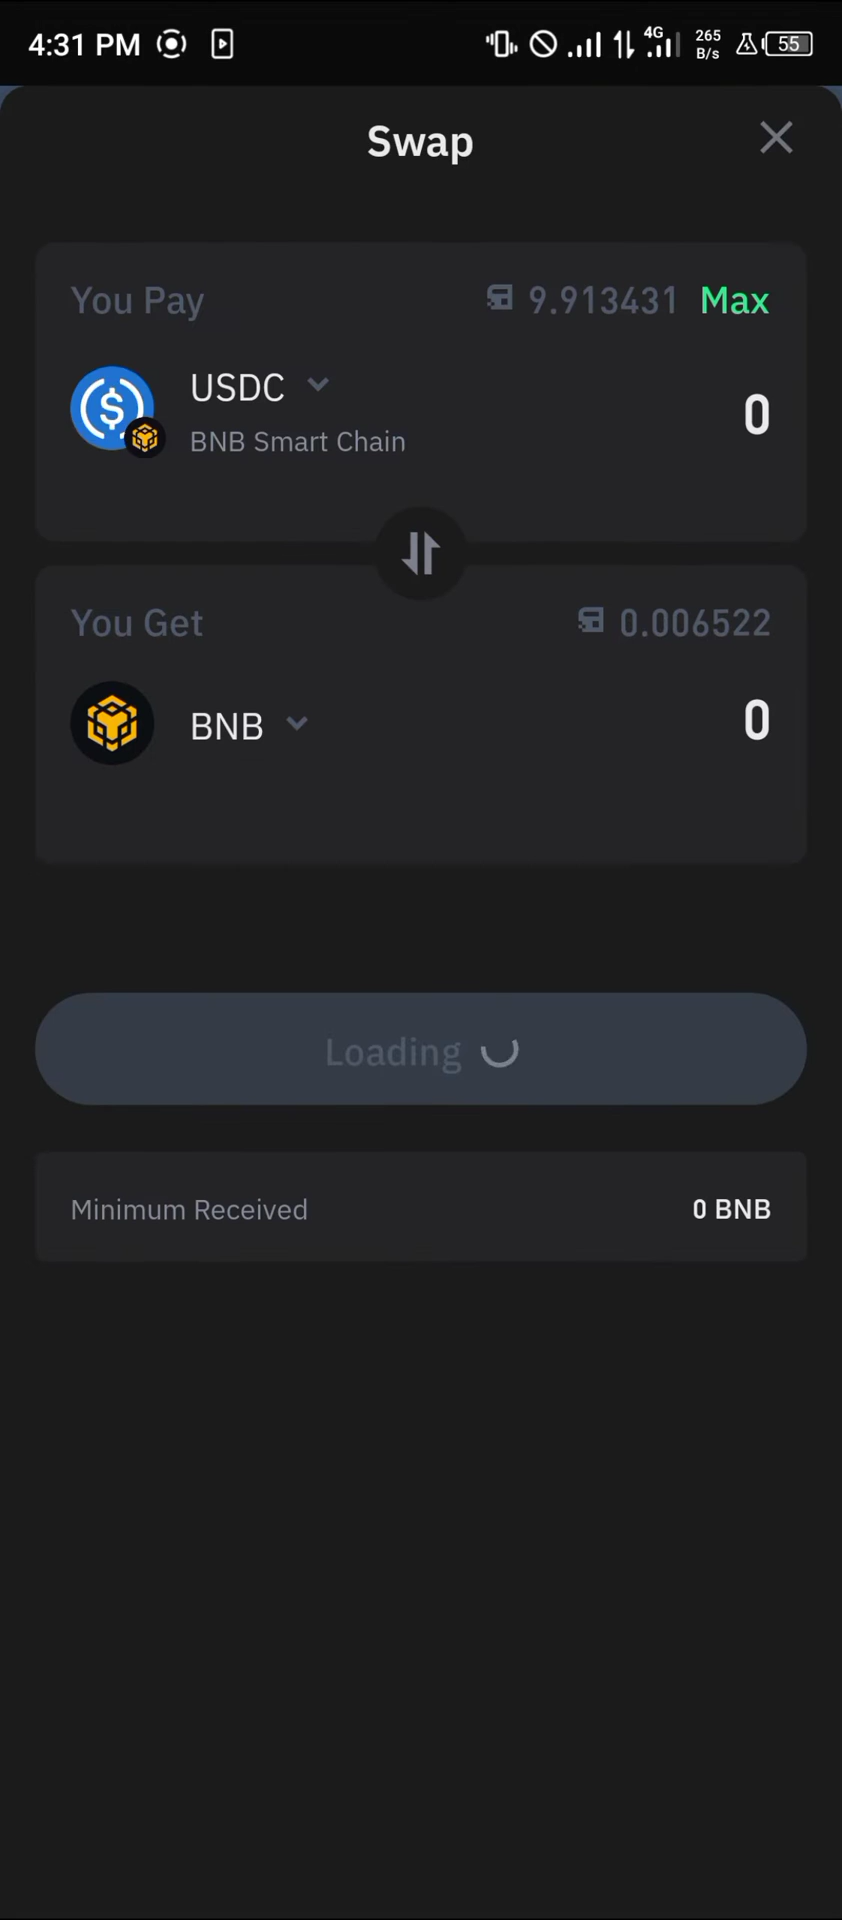 4:31 PM 4G 265 B/s 55
Swap
You Pay 9.913431 Max
USDC 0
BNB Smart Chain
You Get 0.006522
BNB 0
Loading
Minimum Received 0 BNB